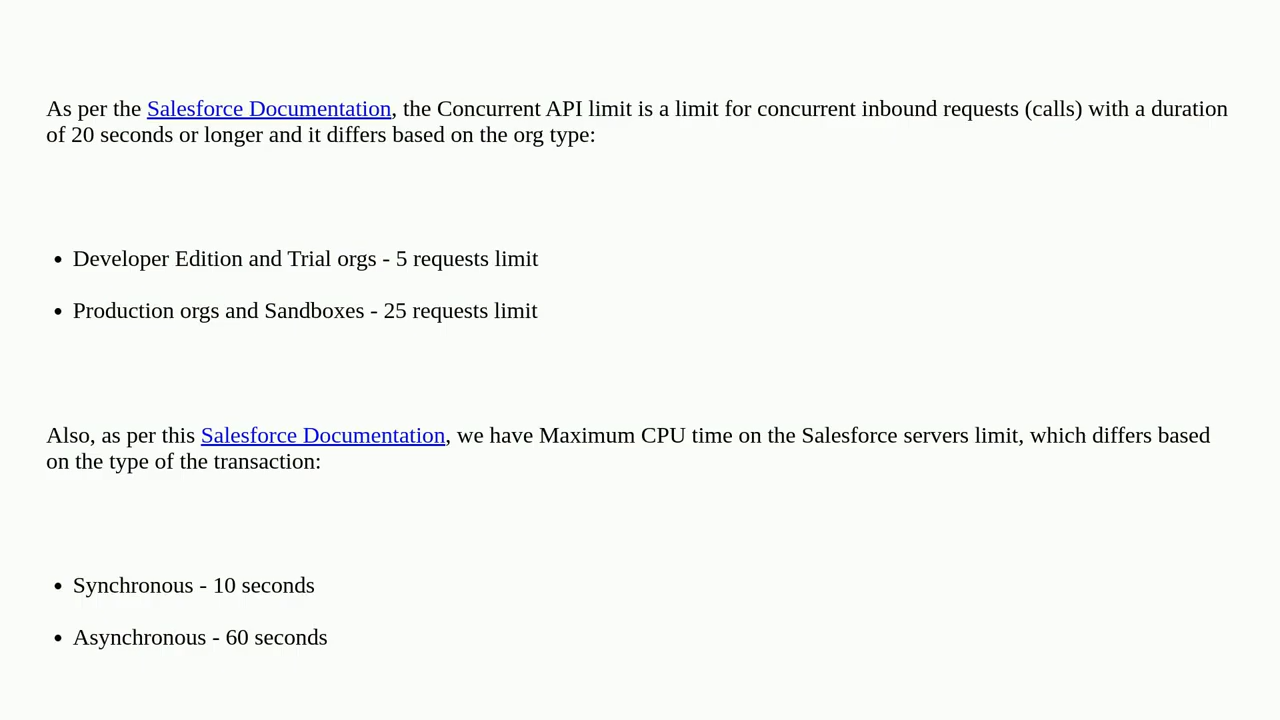 As per the Salesforce Documentation, the Concurrent API limit is a limit for concurrent inbound requests (calls) with a duration
of 20 seconds or longer and it differs based on the org type:
• Developer Edition and Trial orgs - 5 requests limit
• Production orgs and Sandboxes - 25 requests limit
Also, as per this Salesforce Documentation, we have Maximum CPU time on the Salesforce servers limit, which differs based
on the type of the transaction:
• Synchronous - 10 seconds
• Asynchronous - 60 seconds